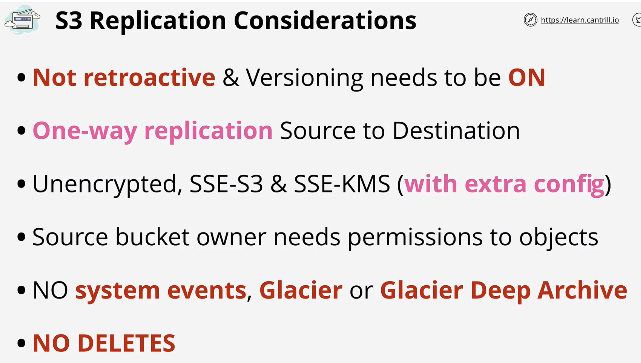 S3 Replication Considerations
https://learn.cantrill.io
• Not retroactive & Versioning needs to be ON
• One-way replication Source to Destination
• Unencrypted, SSE-S3 & SSE-KMS (with extra config)
• Source bucket owner needs permissions to objects
• NO system events, Glacier or Glacier Deep Archive
• NO DELETES